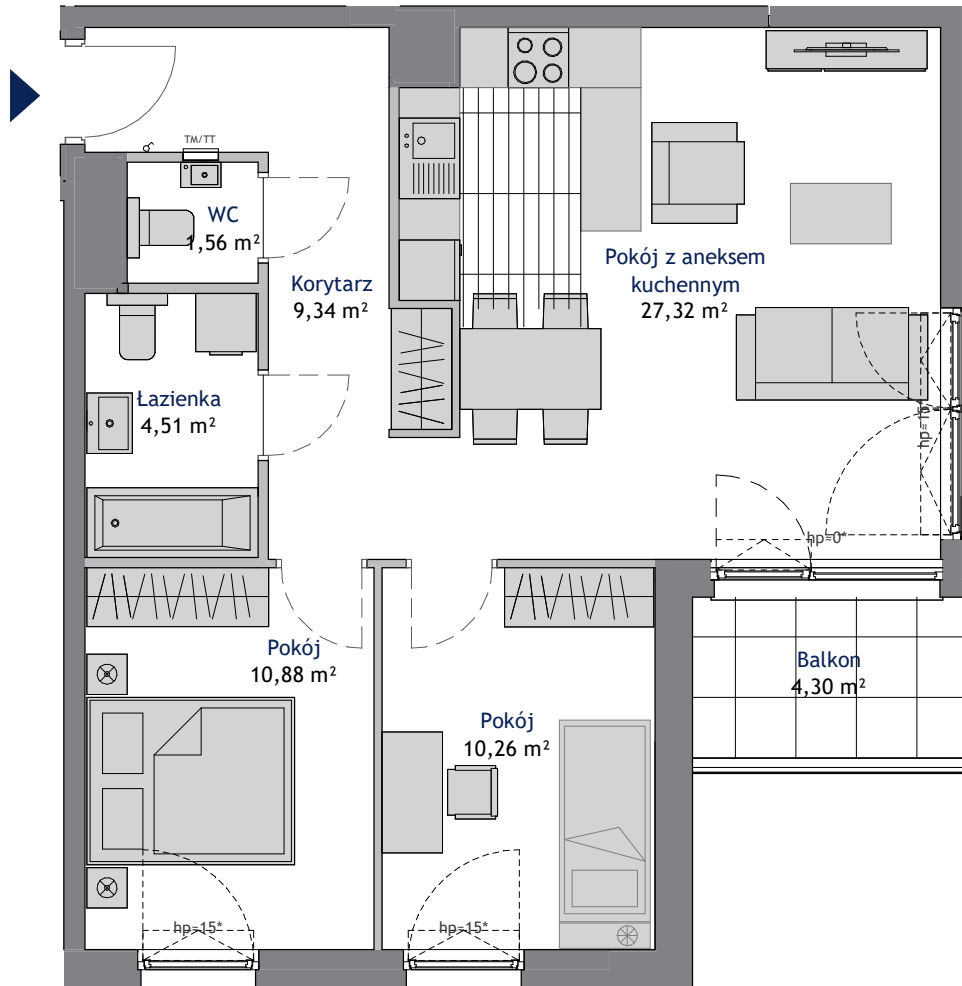 TM/TT
WC
1,56 m²
Korytarz
9,34 m²
Pokój z aneksem
kuchennym
27,32 m²
Łazienka
4,51 m²
hp=15*
hp=0*
Pokój
10,88 m²
Pokój
10,26 m²
Balkon
4,30 m²
hp=15*
hp=15*